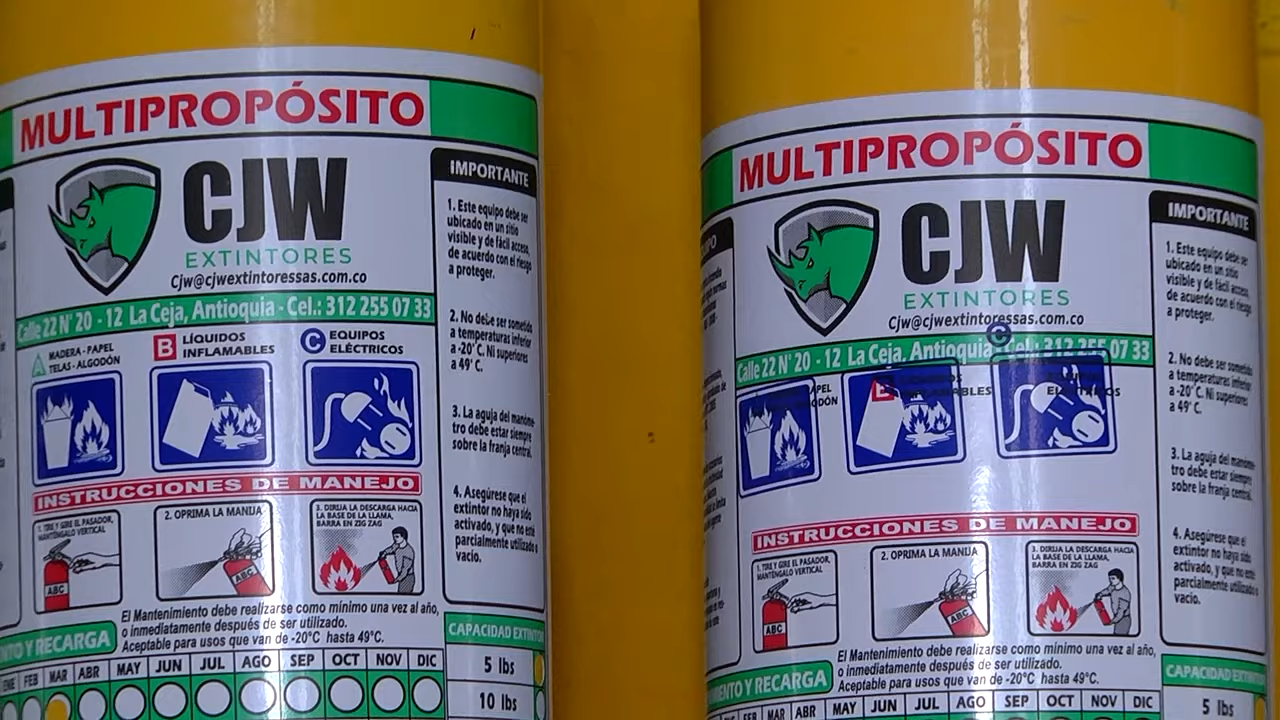 MULTIPROPÓSITO
CJW
EXTINTORES
Cjw@cjwextintoressas.com.co
Calle 22 N° 20 - 12 La Ceja, Antioquia - Cel.: 312 255 07 33
A MADERA - PAPEL
TELAS - ALGODÓN
B LÍQUIDOS
INFLAMABLES
C EQUIPOS
ELÉCTRICOS
INSTRUCCIONES DE MANEJO
1. TIRE Y GIRE EL PASADOR,
MANTÉNGALO VERTICAL
ABC
2. OPRIMA LA MANIJA
ABC
3. DIRIJA LA DESCARGA HACIA
LA BASE DE LA LLAMA,
BARRA EN ZIG ZAG
El Mantenimiento debe realizarse como mínimo una vez al año,
o inmediatamente después de ser utilizado.
Aceptable para usos que van de -20°C hasta 49°C.
Y RECARGA
ENE FEB MAR ABR MAY JUN JUL AGO SEP OCT NOV DIC
IMPORTANTE
1. Este equipo debe ser
ubicado en un sitio
visible y de fácil acceso,
de acuerdo con el riesgo
a proteger.
2. No debe ser sometido
a temperaturas inferior
a -20° C. Ni superiores
a 49° C.
3. La aguja del manóme-
tro debe estar siempre
sobre la franja central.
4. Asegúrese que el
extintor no haya sido
activado, y que no esté
parcialmente utilizado o
vacío.
CAPACIDAD EXTINTOR
5 lbs
10 lbs
MULTIPROPÓSITO
CJW
EXTINTORES
Cjw@cjwextintoressas.com.co
Calle 22 N° 20 - 12 La Ceja, Antioquia - Cel.: 312 255 07 33
C
B
INSTRUCCIONES DE MANEJO
1. TIRE Y GIRE EL PASADOR,
MANTÉNGALO VERTICAL
ABC
2. OPRIMA LA MANIJA
ABC
3. DIRIJA LA DESCARGA HACIA
LA BASE DE LA LLAMA,
BARRA EN ZIG ZAG
El Mantenimiento debe realizarse como mínimo una vez al año,
o inmediatamente después de ser utilizado.
Aceptable para usos que van de -20°C hasta 49°C.
Y RECARGA
MAR ABR MAY JUN JUL AGO SEP OCT NOV DIC
IMPORTANTE
1. Este equipo debe ser
ubicado en un sitio
visible y de fácil acceso,
de acuerdo con el riesgo
a proteger.
2. No debe ser sometido
a temperaturas inferior
a -20° C. Ni superiores
a 49° C.
3. La aguja del manóme-
tro debe estar siempre
sobre la franja central.
4. Asegúrese que el
extintor no haya sido
activado, y que no esté
parcialmente utilizado
vacío.
CAPACIDAD EXTINTOR
5 lbs